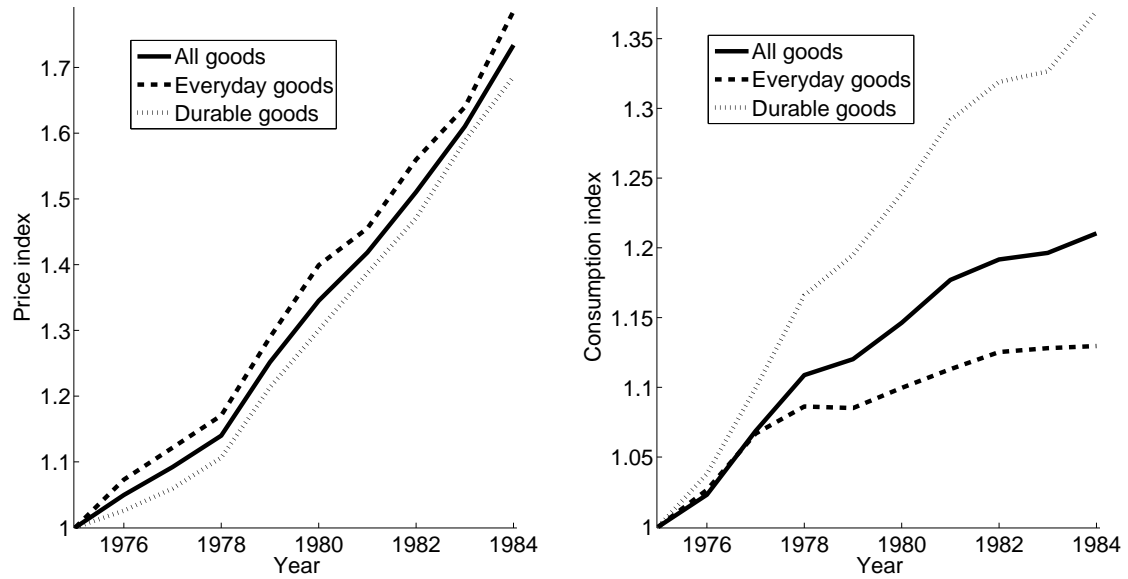 All goods
Everyday goods
Durable goods
1.7
1.6
1.5
1.4
1.3
1.2
1.1
1
Price index
1976 1978 1980 1982 1984
Year
All goods
Everyday goods
Durable goods
1.35
1.3
1.25
1.2
1.15
1.1
1.05
1
Consumption index
1976 1978 1980 1982 1984
Year